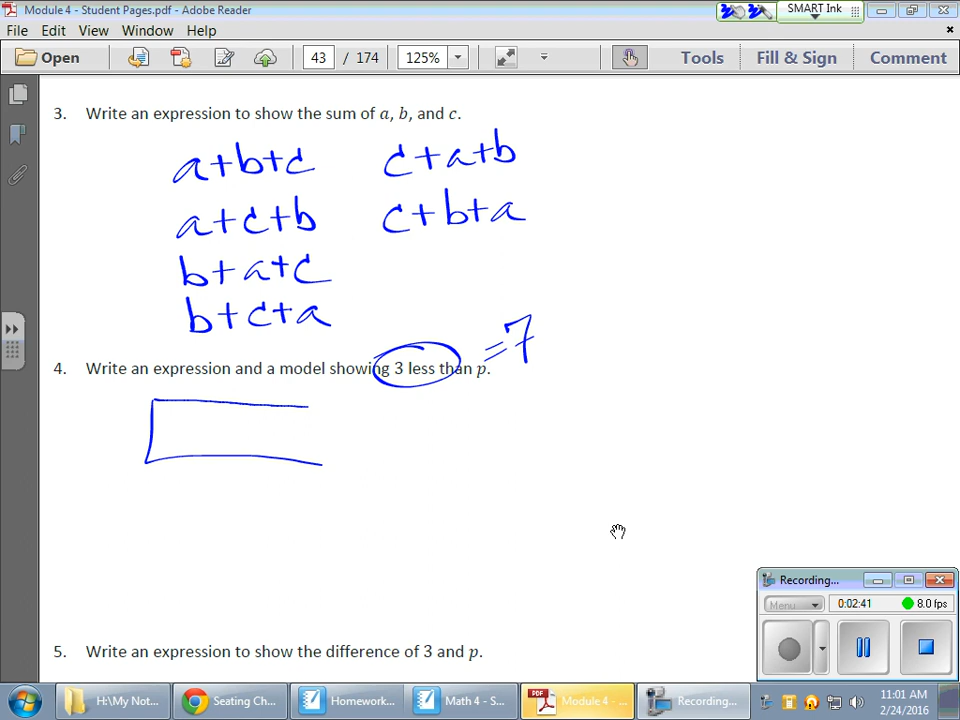 Module 4 - Student Pages.pdf - Adobe Reader
SMART Ink
File Edit View Window Help
Open 43 / 174 125% Tools Fill & Sign Comment
3. Write an expression to show the sum of a, b, and c.
a+b+c c+a+b
a+c+b c+b+a
b+a+c
b+c+a
=7
4. Write an expression and a model showing 3 less than p.
Recording...
Menu 0:02:41 8.0 fps
5. Write an expression to show the difference of 3 and p.
H:\My Not... Seating Ch... Homework... Math 4 - S... PDF Module 4 - ... Recording...
11:01 AM
2/24/2016